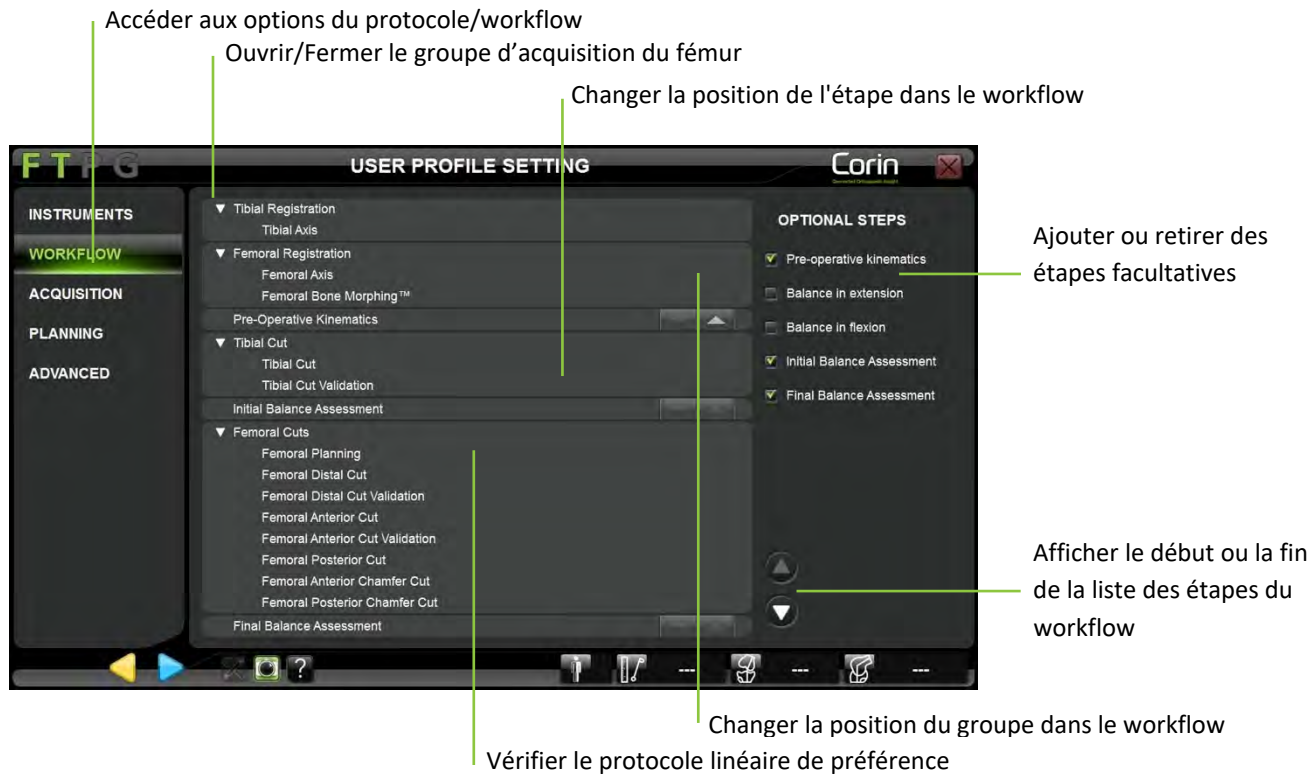 Accéder aux options du protocole/workflow
Ouvrir/Fermer le groupe d’acquisition du fémur
Changer la position de l'étape dans le workflow
FTPG
USER PROFILE SETTING
Corin
INSTRUMENTS
WORKFLOW
ACQUISITION
PLANNING
ADVANCED
▼ Tibial Registration
Tibial Axis
▼ Femoral Registration
Femoral Axis
Femoral Bone Morphing™
Pre-Operative Kinematics
▼ Tibial Cut
Tibial Cut
Tibial Cut Validation
Initial Balance Assessment
▼ Femoral Cuts
Femoral Planning
Femoral Distal Cut
Femoral Distal Cut Validation
Femoral Anterior Cut
Femoral Anterior Cut Validation
Femoral Posterior Cut
Femoral Anterior Chamfer Cut
Femoral Posterior Chamfer Cut
Final Balance Assessment
OPTIONAL STEPS
Pre-operative kinematics
Balance in extension
Balance in flexion
Initial Balance Assessment
Final Balance Assessment
Ajouter ou retirer des
étapes facultatives
Afficher le début ou la fin
de la liste des étapes du
workflow
?
--- --- ---
Changer la position du groupe dans le workflow
Vérifier le protocole linéaire de préférence